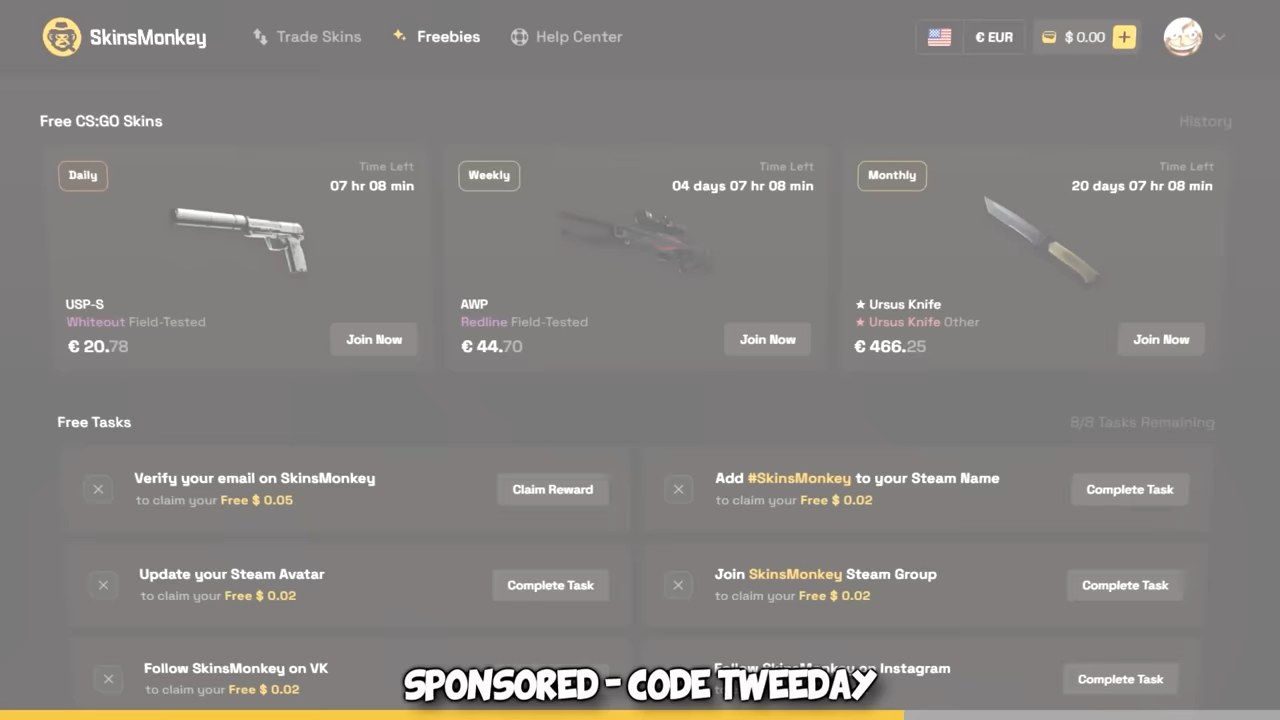 SkinsMonkey
Trade Skins
Freebies
Help Center
€ EUR
$ 0.00 +
Free CS:GO Skins
History
Daily
Time Left
07 hr 08 min
USP-S
Whiteout Field-Tested
€ 20.78
Join Now
Weekly
Time Left
04 days 07 hr 08 min
AWP
Redline Field-Tested
€ 44.70
Join Now
Monthly
Time Left
20 days 07 hr 08 min
★ Ursus Knife
★ Ursus Knife Other
€ 466.25
Join Now
Free Tasks
8/8 Tasks Remaining
Verify your email on SkinsMonkey
to claim your Free $ 0.05
Claim Reward
Add #SkinsMonkey to your Steam Name
to claim your Free $ 0.02
Complete Task
Update your Steam Avatar
to claim your Free $ 0.02
Complete Task
Join SkinsMonkey Steam Group
to claim your Free $ 0.02
Complete Task
Follow SkinsMonkey on VK
to claim your Free $ 0.02
Follow SkinsMonkey on Instagram
Complete Task
SPONSORED - CODE TWEEDAY